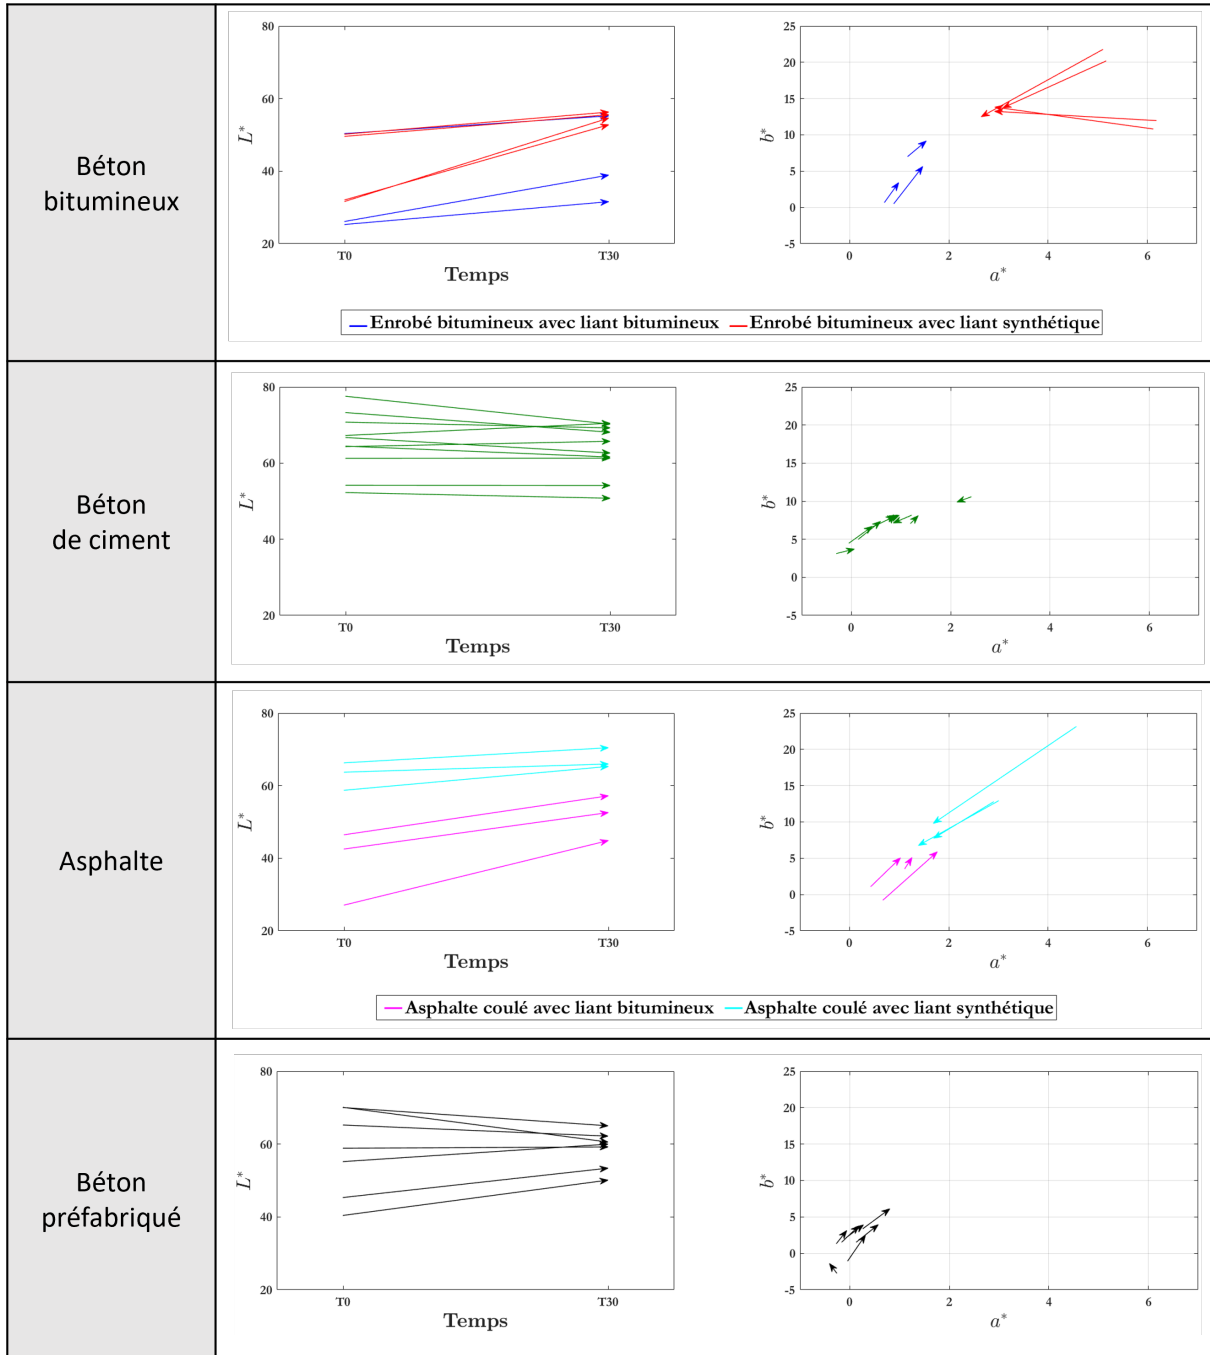 Béton
bitumineux
80
60
40
20
L*
T0
T30
Temps
25
20
15
10
5
0
-5
b*
0
2
4
6
a*
Enrobé bitumineux avec liant bitumineux
Enrobé bitumineux avec liant synthétique
Béton
de ciment
80
60
40
20
L*
T0
T30
Temps
25
20
15
10
5
0
-5
b*
0
2
4
6
a*
Asphalte
80
60
40
20
L*
T0
T30
Temps
25
20
15
10
5
0
-5
b*
0
2
4
6
a*
Asphalte coulé avec liant bitumineux
Asphalte coulé avec liant synthétique
Béton
préfabriqué
80
60
40
20
L*
T0
T30
Temps
25
20
15
10
5
0
-5
b*
0
2
4
6
a*